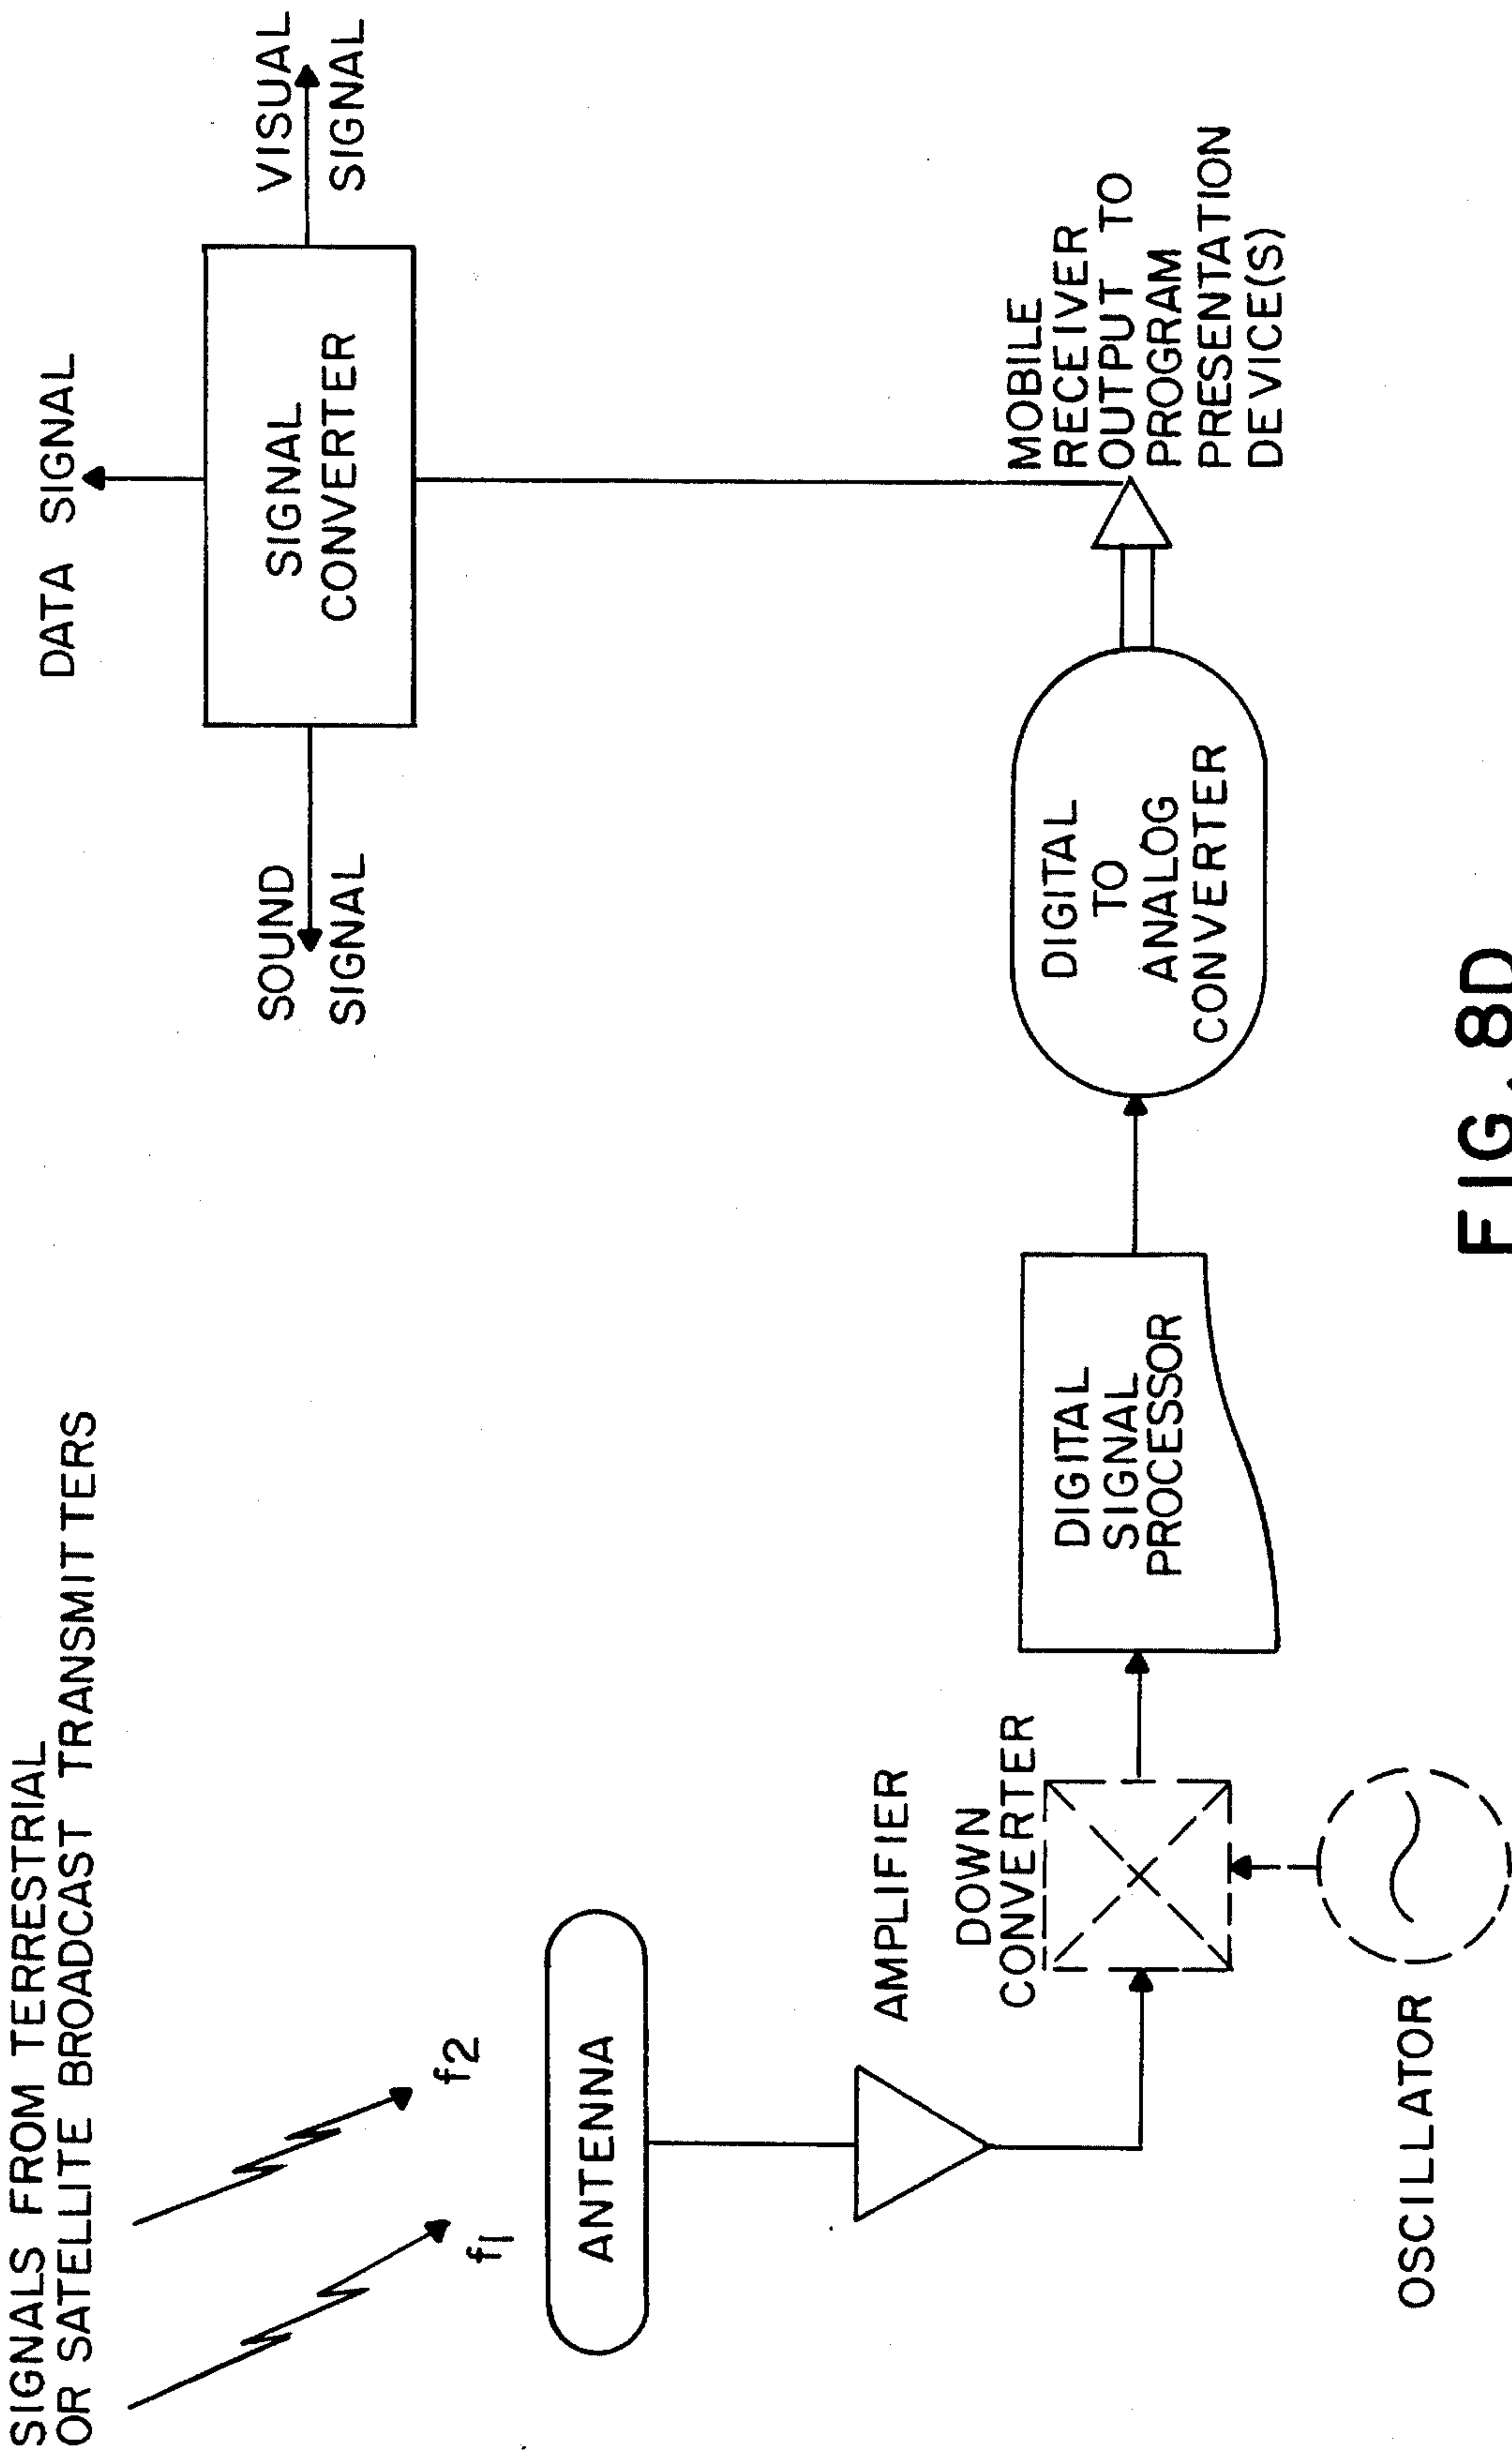 SIGNALS FROM TERRESTRIAL
OR SATELLITE BROADCAST TRANSMITTERS
f2
f1
ANTENNA
AMPLIFIER
DOWN
CONVERTER
OSCILLATOR
DIGITAL
SIGNAL
PROCESSOR
DIGITAL
TO
ANALOG
CONVERTER
MOBILE
RECEIVER
OUTPUT TO
PROGRAM
PRESENTATION
DEVICE(S)
SIGNAL
CONVERTER
DATA SIGNAL
SOUND
SIGNAL
VISUAL
SIGNAL
FIG. 8D